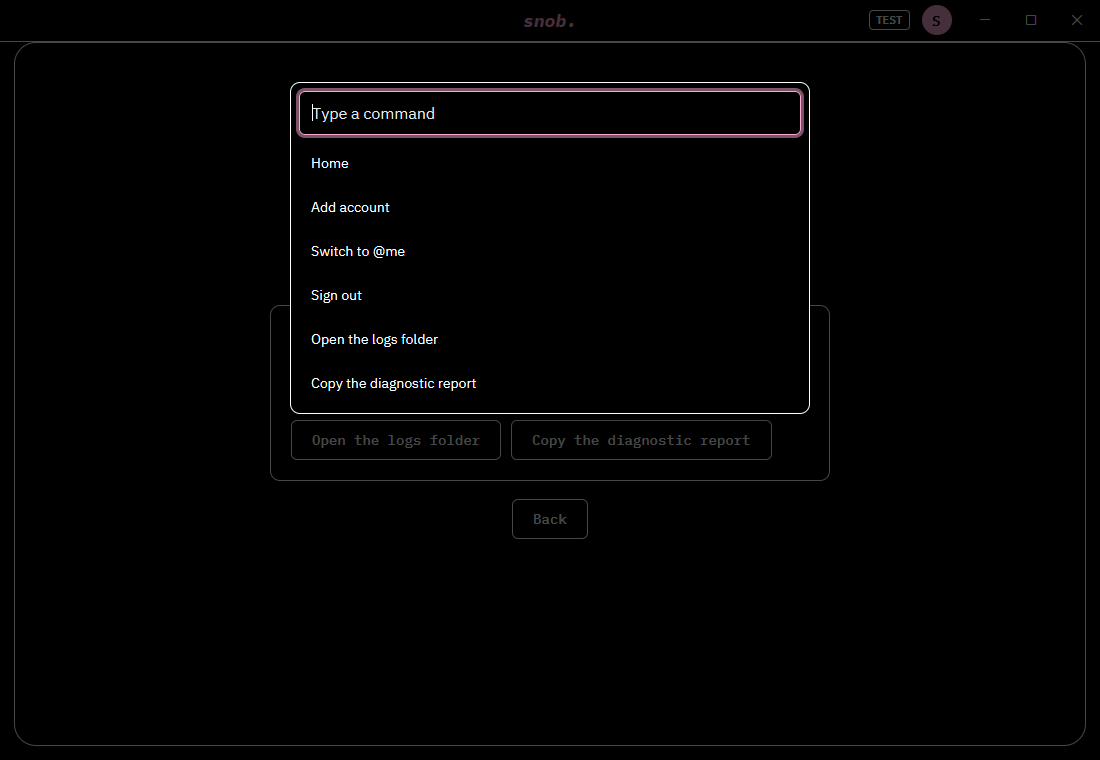 snob.
TEST
S
Type a command
Home
Add account
Switch to @me
Sign out
Open the logs folder
Copy the diagnostic report
Open the logs folder
Copy the diagnostic report
Back